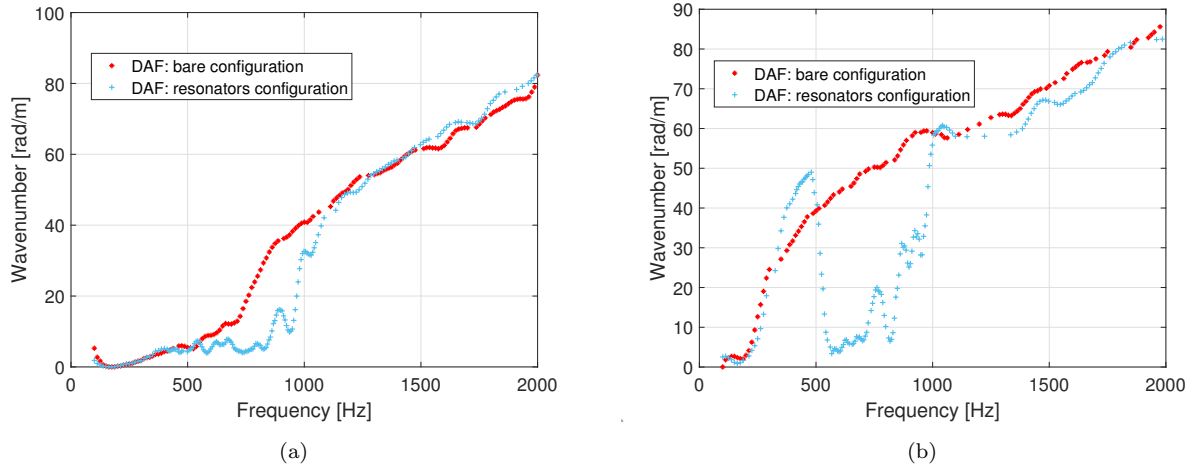 100
80
60
40
20
0
Wavenumber [rad/m]
DAF: bare configuration
DAF: resonators configuration
0 500 1000 1500 2000
Frequency [Hz]
(a)
90
80
70
60
50
40
30
20
10
0
Wavenumber [rad/m]
DAF: bare configuration
DAF: resonators configuration
0 500 1000 1500 2000
Frequency [Hz]
(b)